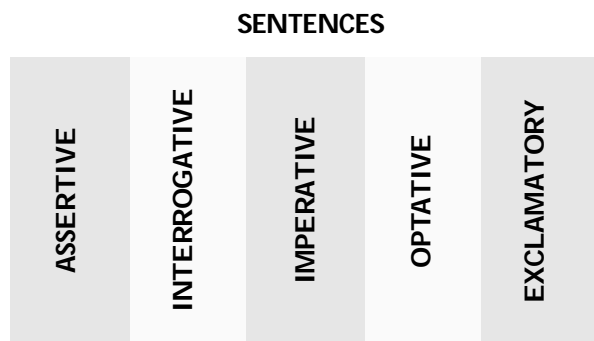 SENTENCES
ASSERTIVE
INTERROGATIVE
IMPERATIVE
OPTATIVE
EXCLAMATORY